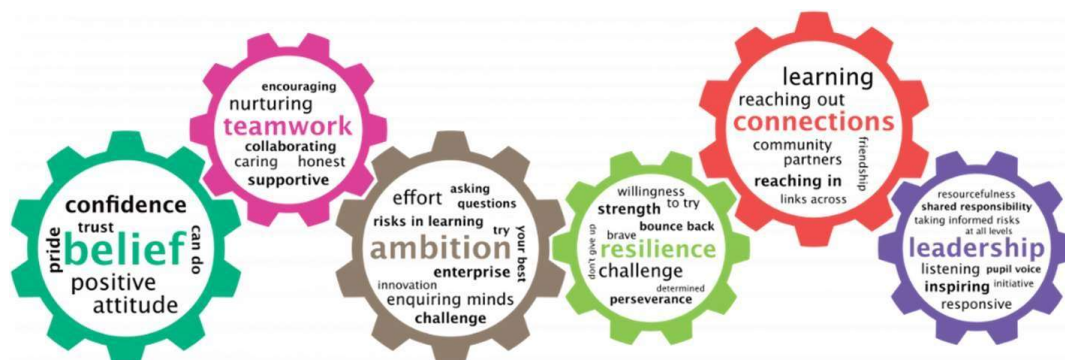 confidence
trust
belief
pride
can do
positive
attitude
encouraging
nurturing
teamwork
collaborating
caring honest
supportive
effort
asking
questions
risks in learning
try
your best
ambition
enterprise
innovation
enquiring minds
challenge
willingness
to try
strength
bounce back
brave
don't give up
resilience
challenge
determined
perseverance
learning
reaching out
connections
community
partners
friendship
reaching in
links across
resourcefulness
shared responsibility
taking informed risks
at all levels
leadership
listening pupil voice
inspiring initiative
responsive